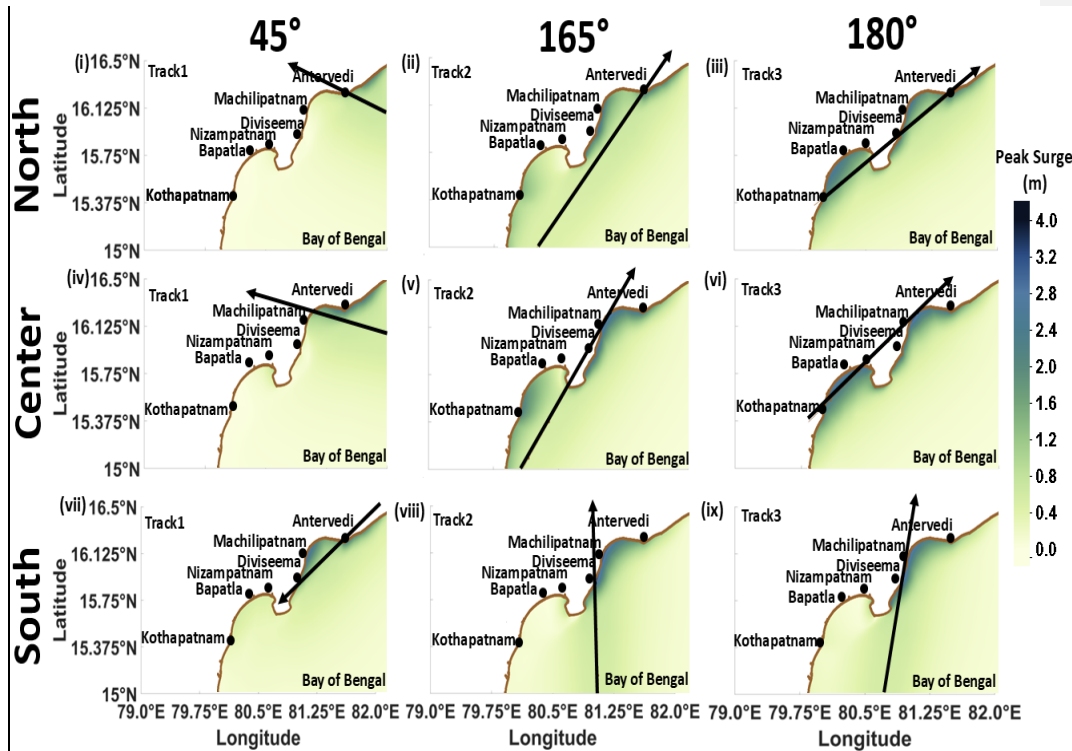 45° 165° 180°
North
Latitude
(i) 16.5°N
16.125°N
15.75°N
15.375°N
15°N
Track1
Antervedi
Machilipatnam
Diviseema
Nizampatnam
Bapatla
Kothapatnam
Bay of Bengal
(ii)
Track2
Antervedi
Machilipatnam
Diviseema
Nizampatnam
Bapatla
Kothapatnam
Bay of Bengal
(iii)
Track3
Antervedi
Machilipatnam
Diviseema
Nizampatnam
Bapatla
Kothapatnam
Bay of Bengal
Center
Latitude
(iv) 16.5°N
16.125°N
15.75°N
15.375°N
15°N
Track1
Antervedi
Machilipatnam
Diviseema
Nizampatnam
Bapatla
Kothapatnam
Bay of Bengal
(v)
Track2
Antervedi
Machilipatnam
Diviseema
Nizampatnam
Bapatla
Kothapatnam
Bay of Bengal
(vi)
Track3
Antervedi
Machilipatnam
Diviseema
Nizampatnam
Bapatla
Kothapatnam
Bay of Bengal
South
Latitude
(vii) 16.5°N
16.125°N
15.75°N
15.375°N
15°N
Track1
Antervedi
Machilipatnam
Diviseema
Nizampatnam
Bapatla
Kothapatnam
Bay of Bengal
(viii)
Track2
Antervedi
Machilipatnam
Diviseema
Nizampatnam
Bapatla
Kothapatnam
Bay of Bengal
(ix)
Track3
Antervedi
Machilipatnam
Diviseema
Nizampatnam
Bapatla
Kothapatnam
Bay of Bengal
79.0°E 79.75°E 80.5°E 81.25°E 82.0°E
Longitude
79.0°E 79.75°E 80.5°E 81.25°E 82.0°E
Longitude
79.0°E 79.75°E 80.5°E 81.25°E 82.0°E
Longitude
Peak Surge
(m)
4.0
3.2
2.8
2.4
2.0
1.6
1.2
0.8
0.4
0.0